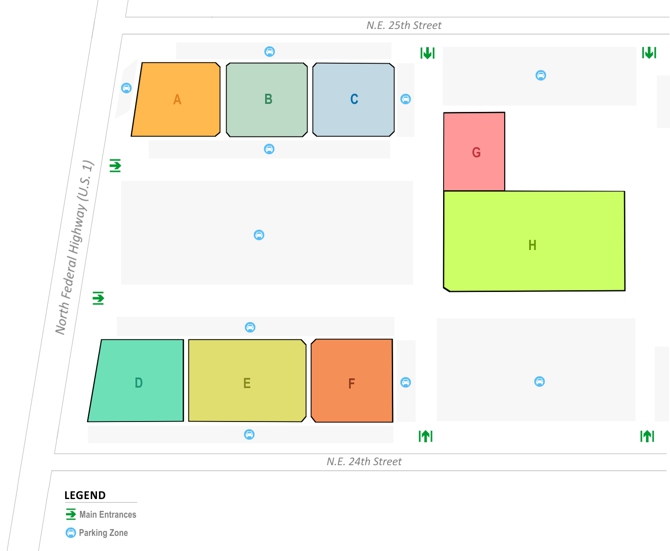 N.E. 25th Street
A
B
C
G
North Federal Highway (U.S. 1)
H
D
E
F
N.E. 24th Street
LEGEND
Main Entrances
Parking Zone